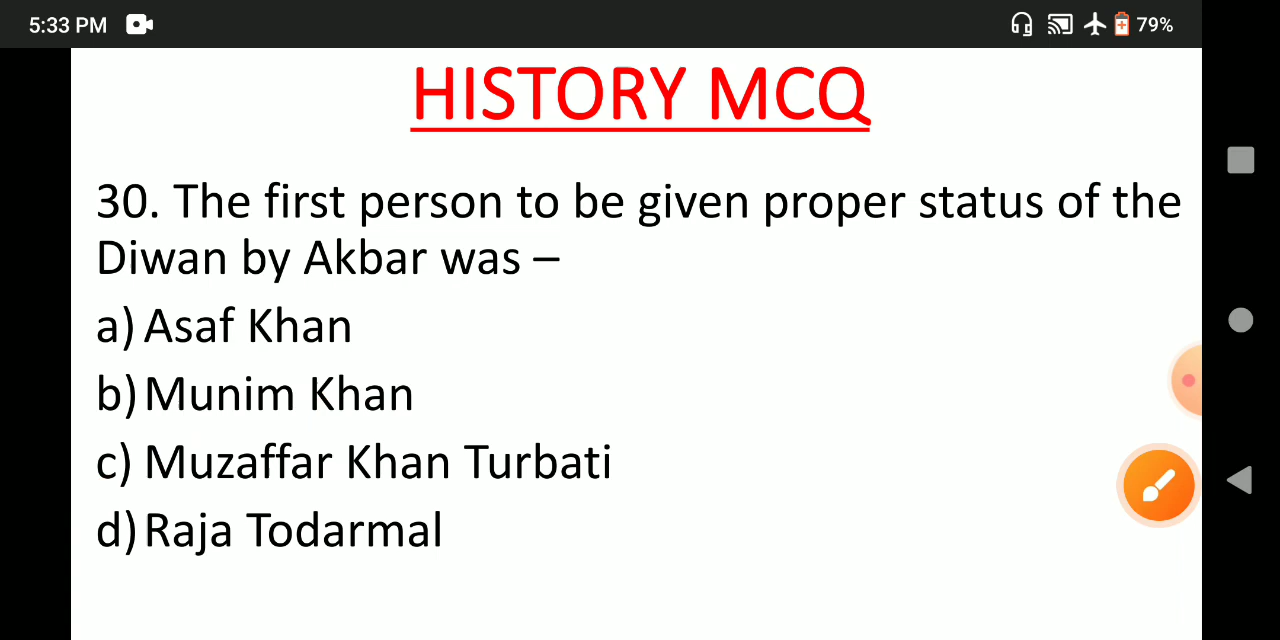 5:33 PM
79%
HISTORY MCQ
30. The first person to be given proper status of the
Diwan by Akbar was –
a) Asaf Khan
b) Munim Khan
c) Muzaffar Khan Turbati
d) Raja Todarmal